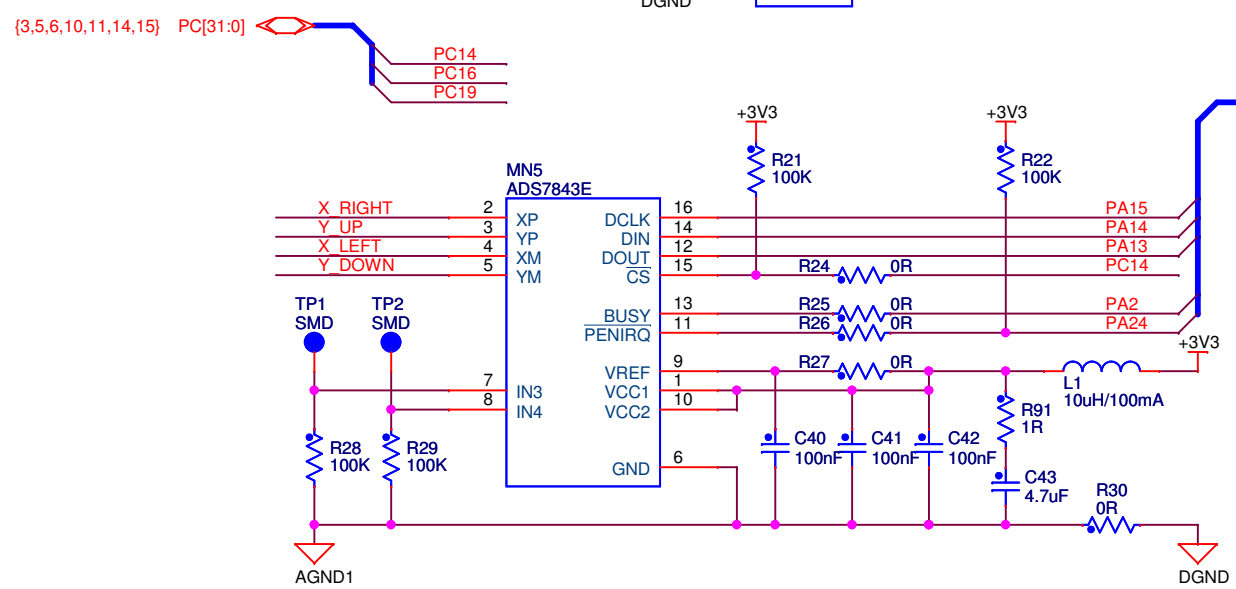 DGND
{3,5,6,10,11,14,15} PC[31:0]
PC14
PC16
PC19
+3V3
+3V3
R21
100K
R22
100K
MN5
ADS7843E
X_RIGHT 2 XP DCLK 16 PA15
Y_UP 3 YP DIN 14 PA14
X_LEFT 4 XM DOUT 12 PA13
Y_DOWN 5 YM CS 15 R24 0R PC14
TP1
SMD
TP2
SMD
BUSY 13 R25 0R PA2
PENIRQ 11 R26 0R PA24
+3V3
VREF 9 R27 0R
L1
10uH/100mA
7 IN3 VCC1 1
8 IN4 VCC2 10
R91
1R
R28
100K
R29
100K
C40
100nF
C41
100nF
C42
100nF
GND 6
C43
4.7uF
R30
0R
AGND1
DGND